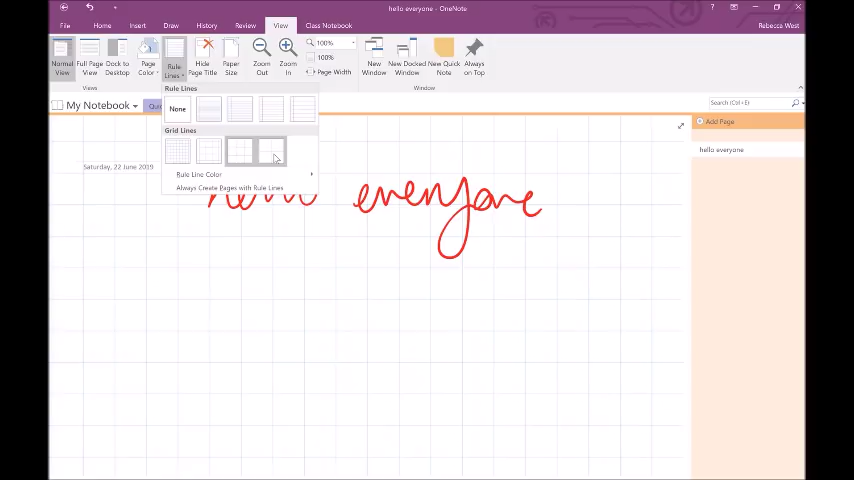 hello everyone - OneNote
? 
Rebecca West
File Home Insert Draw History Review View Class Notebook
Normal View
Full Page View
Dock to Desktop
Page Color
Rule Lines
Hide Page Title
Paper Size
Zoom Out
Zoom In
100%
100%
Page Width
New Window
New Docked Window
New Quick Note
Always on Top
Views
Window
Rule Lines
None
Grid Lines
Rule Line Color
Always Create Pages with Rule Lines
My Notebook
Search (Ctrl+E)
Add Page
hello everyone
Saturday, 22 June 2019
hello everyone